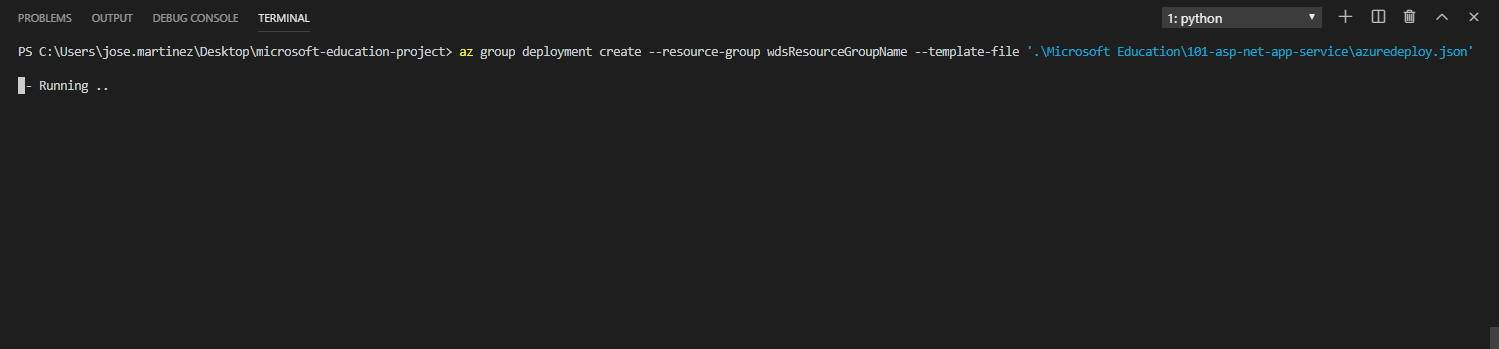 PROBLEMS OUTPUT DEBUG CONSOLE TERMINAL 1: python
PS C:\Users\jose.martinez\Desktop\microsoft-education-project> az group deployment create --resource-group wdsResourceGroupName --template-file '.\Microsoft Education\101-asp-net-app-service\azuredeploy.json'
- Running ..